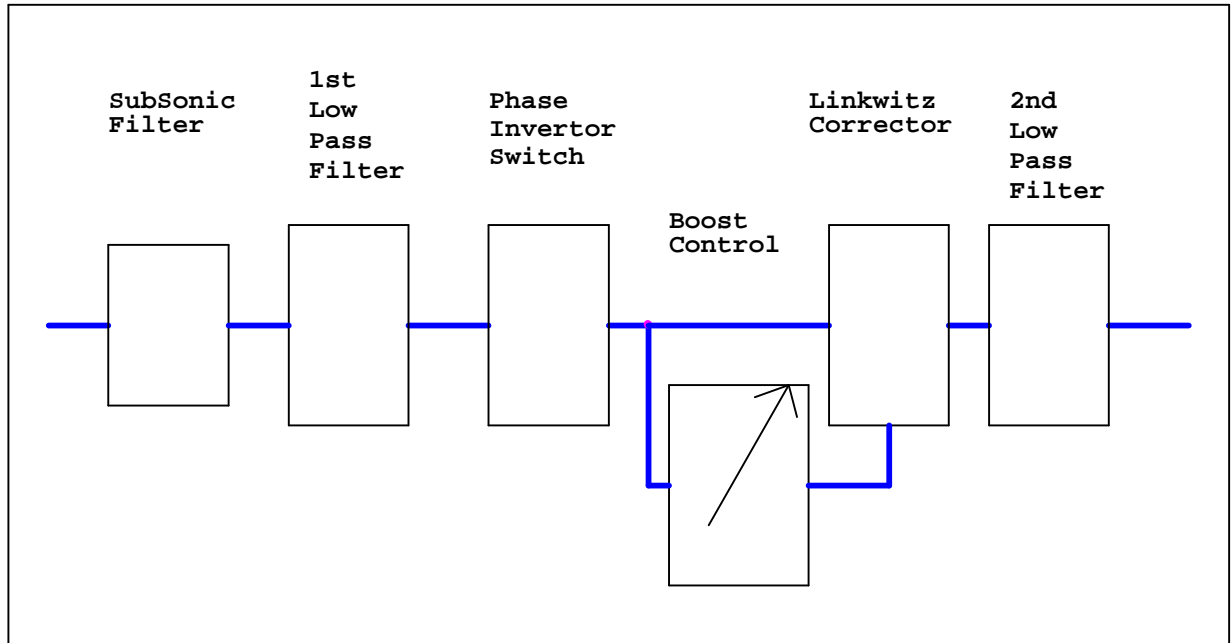 SubSonic
Filter
1st
Low
Pass
Filter
Phase
Invertor
Switch
Boost
Control
Linkwitz
Corrector
2nd
Low
Pass
Filter